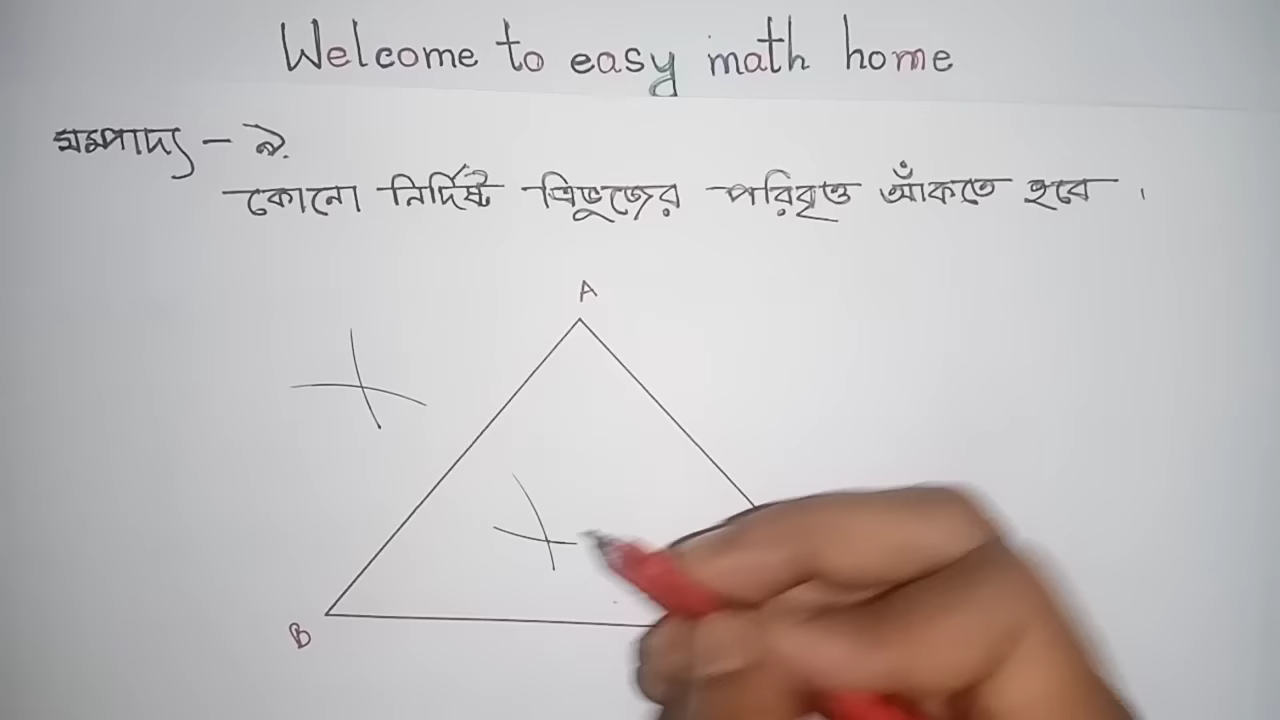 Welcome to easy math home
সম্পাদ্য - ৯.
কোনো নির্দিষ্ট ত্রিভুজের পরিবৃত্ত আঁকতে হবে ।
A
B